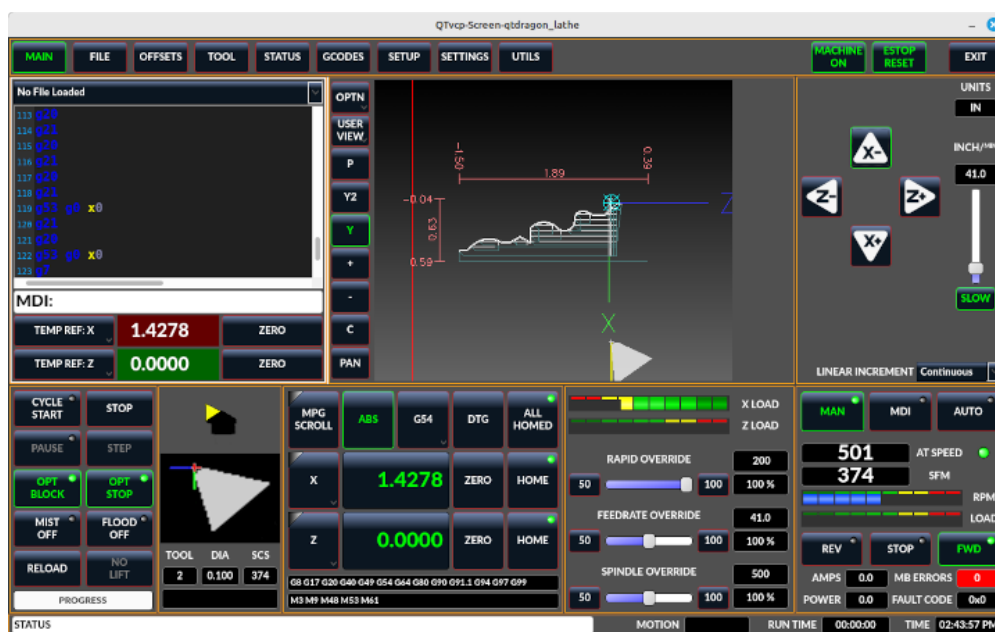 QTvcp-Screen-qtdragon_lathe
MAIN FILE OFFSETS TOOL STATUS GCODES SETUP SETTINGS UTILS MACHINE ON ESTOP RESET EXIT
No File Loaded
113 g20
114 g21
115 g20
116 g21
117 g20
118 g21
119 g53 g0 x0
120 g21
121 g20
122 g53 g0 x0
123 g7
MDI:
TEMP REF: X 1.4278 ZERO
TEMP REF: Z 0.0000 ZERO
OPTN
USER VIEW
P
Y2
Y
+
-
C
PAN
-1.50
1.89
0.39
-0.04
0.63
0.59
Z
X
UNITS
IN
INCH/MIN
41.0
X-
Z-
Z+
X+
SLOW
LINEAR INCREMENT Continuous
CYCLE START STOP
PAUSE STEP
OPT BLOCK OPT STOP
MIST OFF FLOOD OFF
RELOAD NO LIFT
PROGRESS
TOOL DIA SCS
2 0.100 374
MPG SCROLL ABS G54 DTG ALL HOMED
X 1.4278 ZERO HOME
Z 0.0000 ZERO HOME
G8 G17 G20 G40 G49 G54 G64 G80 G90 G91.1 G94 G97 G99
M3 M9 M48 M53 M61
X LOAD
Z LOAD
RAPID OVERRIDE 200
50 100 100 %
FEEDRATE OVERRIDE 41.0
50 100 100 %
SPINDLE OVERRIDE 500
50 100 100 %
MAN MDI AUTO
501 AT SPEED
374 SFM
RPM
LOAD
REV STOP FWD
AMPS 0.0 MB ERRORS 0
POWER 0.0 FAULT CODE 0x0
STATUS MOTION RUN TIME 00:00:00 TIME 02:43:57 PM